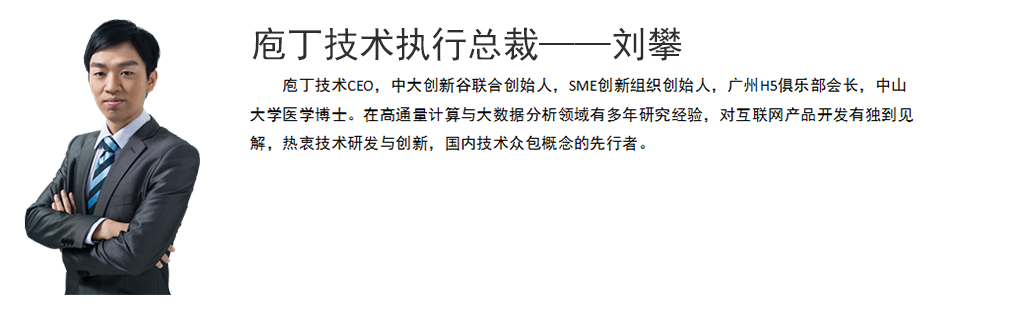 庖丁技术执行总裁——刘攀
庖丁技术CEO，中大创新谷联合创始人，SME创新组织创始人，广州H5俱乐部会长，中山
大学医学博士。在高通量计算与大数据分析领域有多年研究经验，对互联网产品开发有独到见
解，热衷技术研发与创新，国内技术众包概念的先行者。